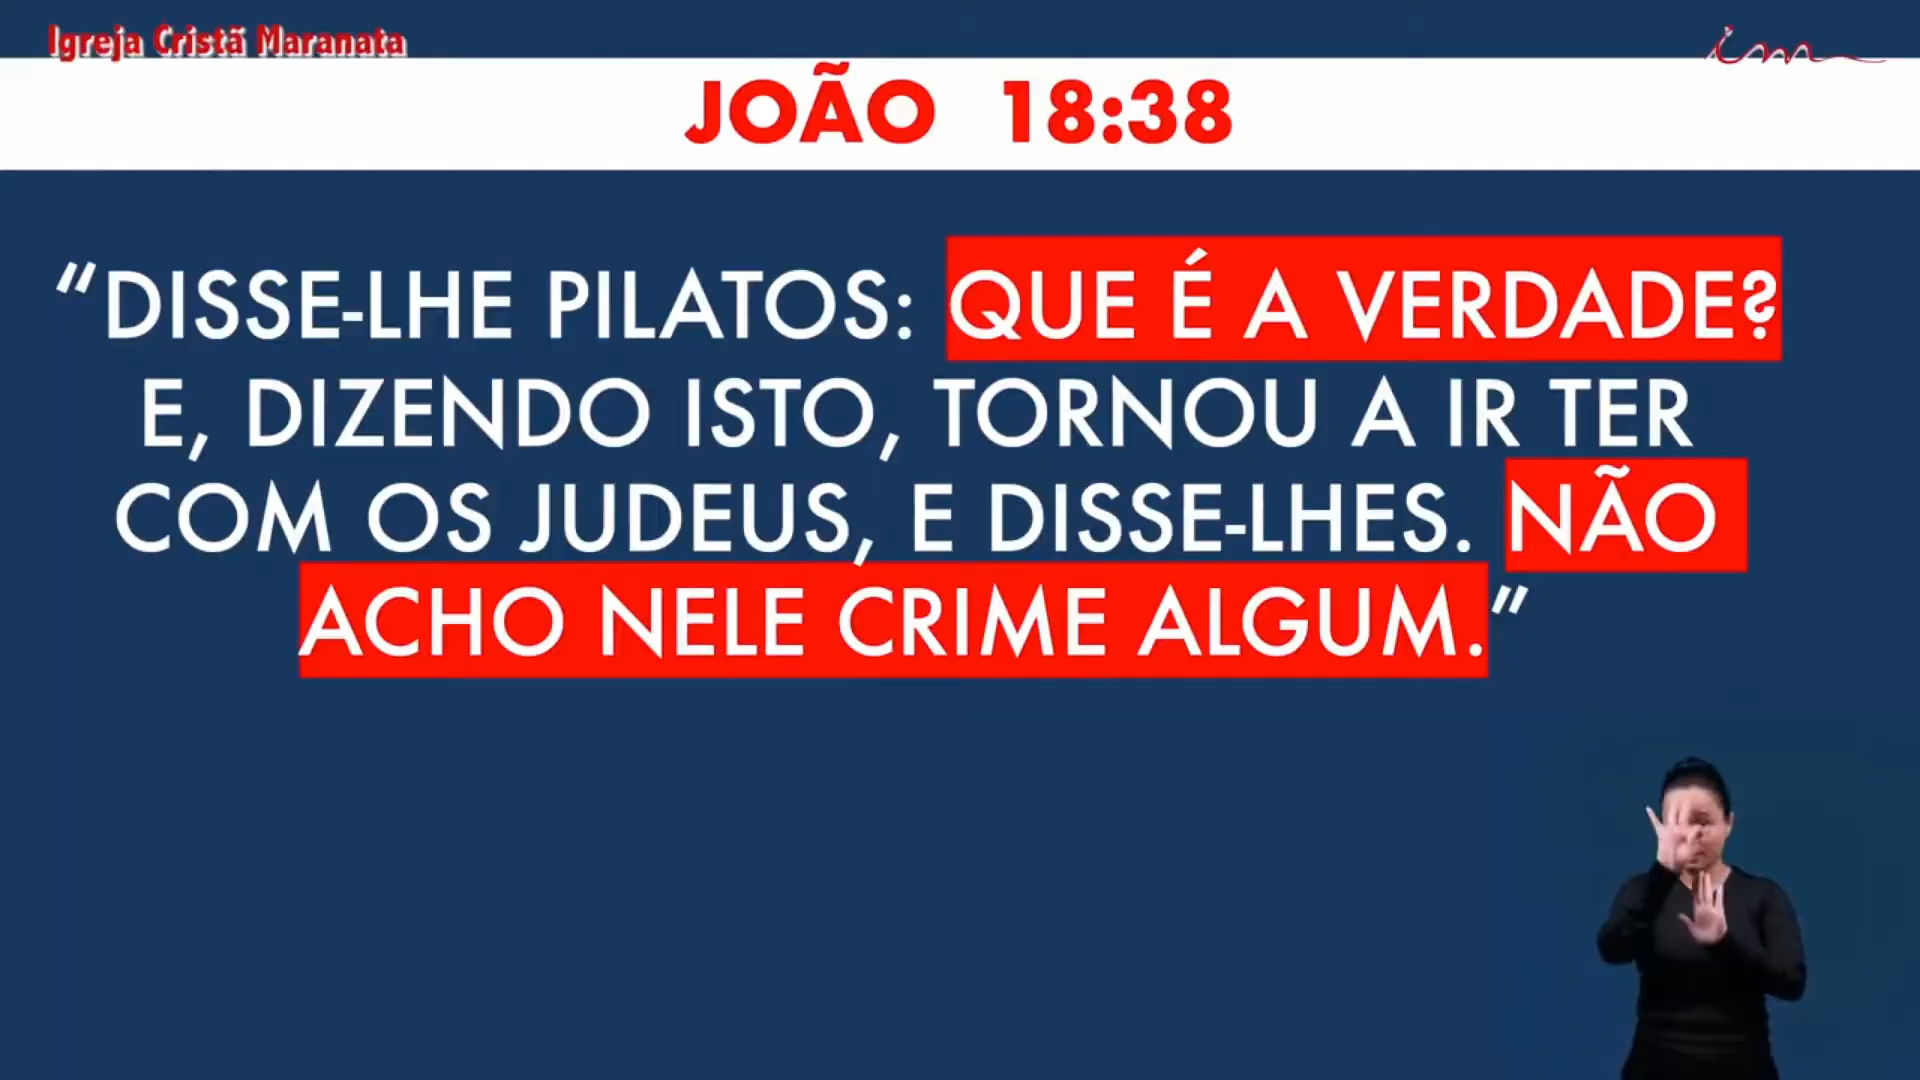 Igreja Cristã Maranata
im
JOÃO 18:38
“DISSE-LHE PILATOS: QUE É A VERDADE?
E, DIZENDO ISTO, TORNOU A IR TER
COM OS JUDEUS, E DISSE-LHES. NÃO
ACHO NELE CRIME ALGUM.”